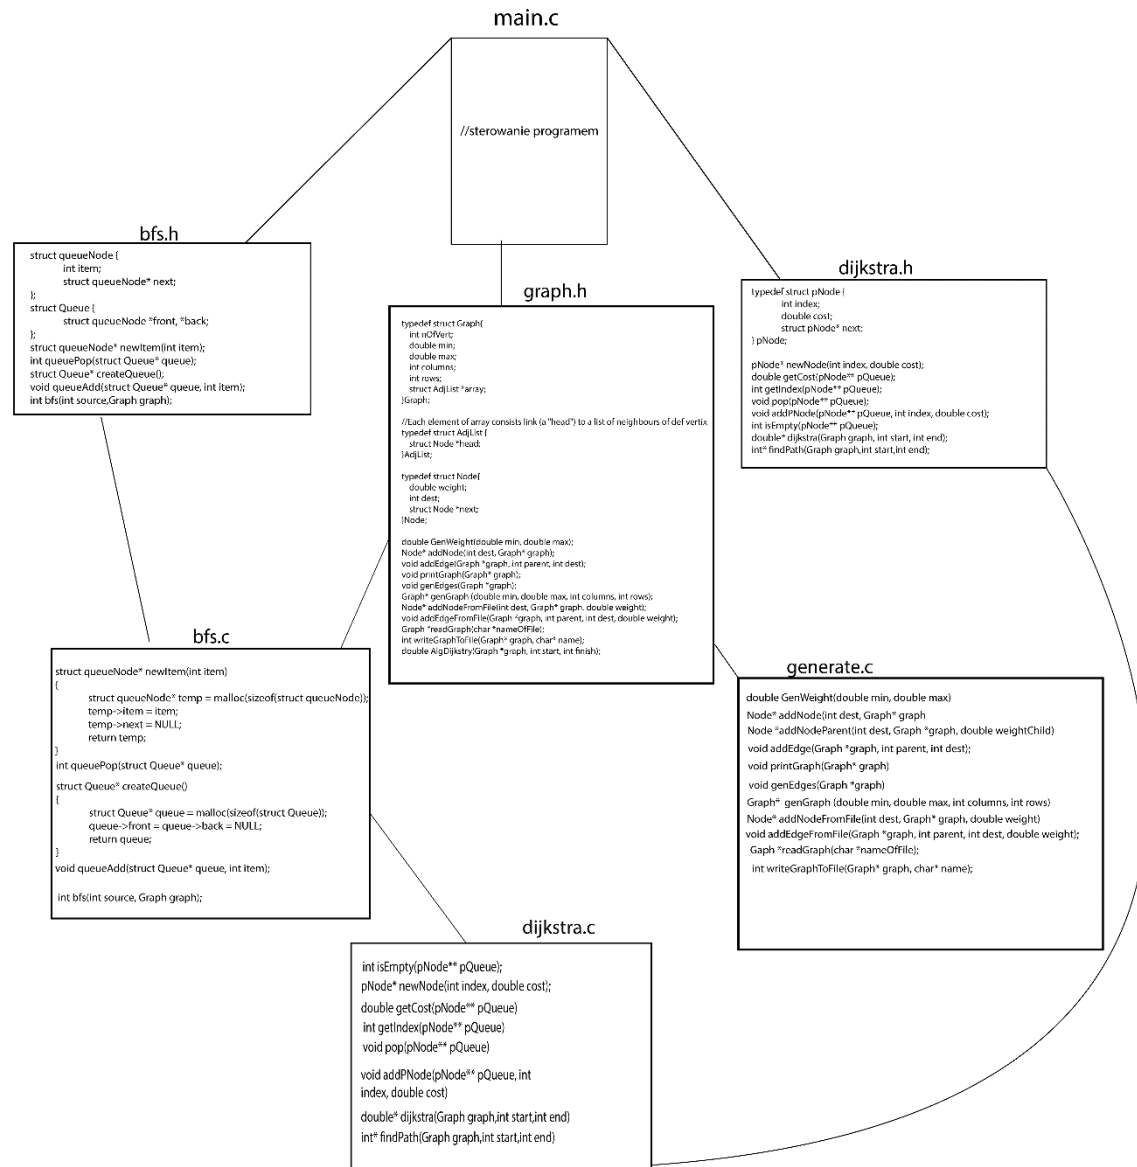 main.c
//sterowanie programem
bfs.h
struct queueNode {
int item;
struct queueNode* next;
};
struct Queue {
struct queueNode *front, *back;
};
struct queueNode* newItem(int item);
int queuePop(struct Queue* queue);
struct Queue* createQueue();
void queueAdd(struct Queue* queue, int item);
int bfs(int source,Graph graph);
graph.h
typedef struct Graph{
int nOfVert;
double min;
double max;
int columns;
int rows;
struct AdjList *array;
}Graph;
//Each element of array consists link (a "head") to a list of neighbours of def vertix
typedef struct AdjList {
struct Node *head;
}AdjList;
typedef struct Node{
double weight;
int dest;
struct Node *next;
}Node;
double GenWeight(double min, double max);
Node* addNode(int dest, Graph* graph);
void addEdge(Graph *graph, int parent, int dest);
void printGraph(Graph* graph);
void genEdges(Graph *graph);
Graph* genGraph (double min, double max, int columns, int rows);
Node* addNodeFromFile(int dest, Graph* graph, double weight);
void addEdgeFromFile(Graph *graph, int parent, int dest, double weight);
Graph *readGraph(char *nameOfFile);
int writeGraphToFile(Graph* graph, char* name);
double AlgDijkstry(Graph *graph, int start, int finish);
dijkstra.h
typedef struct pNode {
int index;
double cost;
struct pNode* next;
} pNode;
pNode* newNode(int index, double cost);
double getCost(pNode** pQueue);
int getIndex(pNode** pQueue);
void pop(pNode** pQueue);
void addPNode(pNode** pQueue, int index, double cost);
int isEmpty(pNode** pQueue);
double* dijkstra(Graph graph, int start, int end);
int* findPath(Graph graph,int start,int end);
bfs.c
struct queueNode* newItem(int item)
{
struct queueNode* temp = malloc(sizeof(struct queueNode));
temp->item = item;
temp->next = NULL;
return temp;
}
int queuePop(struct Queue* queue);
struct Queue* createQueue()
{
struct Queue* queue = malloc(sizeof(struct Queue));
queue->front = queue->back = NULL;
return queue;
}
void queueAdd(struct Queue* queue, int item);
int bfs(int source, Graph graph);
generate.c
double GenWeight(double min, double max)
Node* addNode(int dest, Graph* graph
Node *addNodeParent(int dest, Graph *graph, double weightChild)
void addEdge(Graph *graph, int parent, int dest);
void printGraph(Graph* graph)
void genEdges(Graph *graph)
Graph* genGraph (double min, double max, int columns, int rows)
Node* addNodeFromFile(int dest, Graph* graph, double weight)
void addEdgeFromFile(Graph *graph, int parent, int dest, double weight);
Gaph *readGraph(char *nameOfFile);
int writeGraphToFile(Graph* graph, char* name);
dijkstra.c
int isEmpty(pNode** pQueue);
pNode* newNode(int index, double cost);
double getCost(pNode** pQueue)
int getIndex(pNode** pQueue)
void pop(pNode** pQueue)
void addPNode(pNode** pQueue, int
index, double cost)
double* dijkstra(Graph graph,int start,int end)
int* findPath(Graph graph,int start,int end)